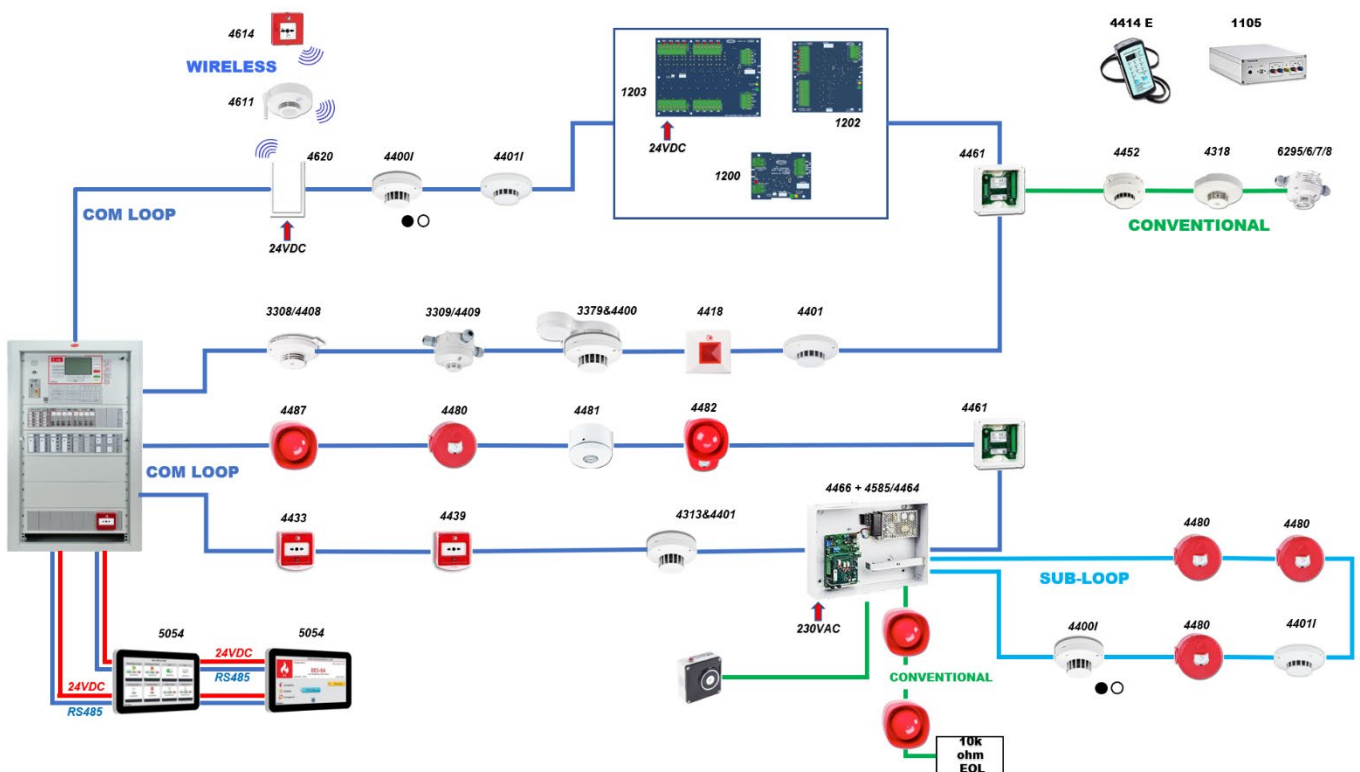 4414 E
1105
4614
WIRELESS
4611
1203
24VDC
1202
1200
4620
4400I
4401I
4461
4452
4318
6295/6/7/8
COM LOOP
24VDC
CONVENTIONAL
3308/4408
3309/4409
3379&4400
4418
4401
4487
4480
4481
4482
4461
COM LOOP
4466 + 4585/4464
4433
4439
4313&4401
4480
4480
SUB-LOOP
230VAC
4400I
4480
4401I
5054
5054
24VDC
RS485
24VDC
RS485
CONVENTIONAL
10k
ohm
EOL